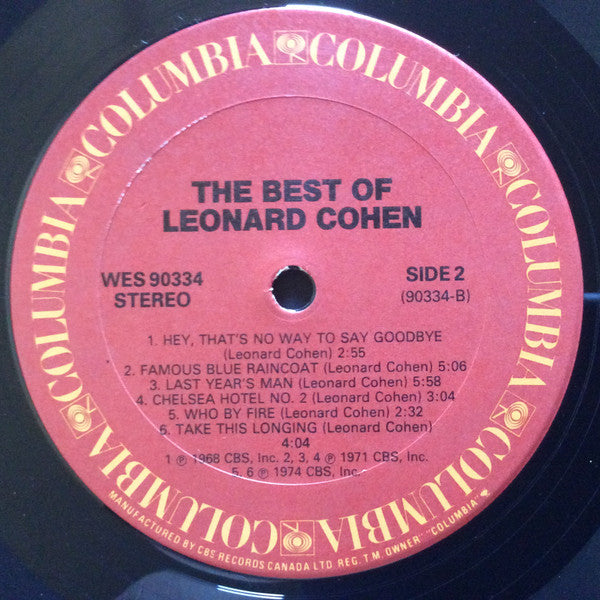 COLUMBIA COLUMBIA COLUMBIA COLUMBIA COLUMBIA COLUMBIA COLUMBIA COLUMBIA
THE BEST OF
LEONARD COHEN
WES 90334
STEREO
SIDE 2
(90334-B)
1. HEY, THAT'S NO WAY TO SAY GOODBYE
(Leonard Cohen) 2:55
2. FAMOUS BLUE RAINCOAT (Leonard Cohen) 5:06
3. LAST YEAR'S MAN (Leonard Cohen) 5:58
4. CHELSEA HOTEL NO. 2 (Leonard Cohen) 3:04
5. WHO BY FIRE (Leonard Cohen) 2:32
6. TAKE THIS LONGING (Leonard Cohen)
4:04
1 ℗ 1968 CBS, Inc. 2, 3, 4 ℗ 1971 CBS, Inc.
5, 6 ℗ 1974 CBS, Inc.
MANUFACTURED BY CBS RECORDS CANADA LTD. REG. T.M. OWNER "COLUMBIA"